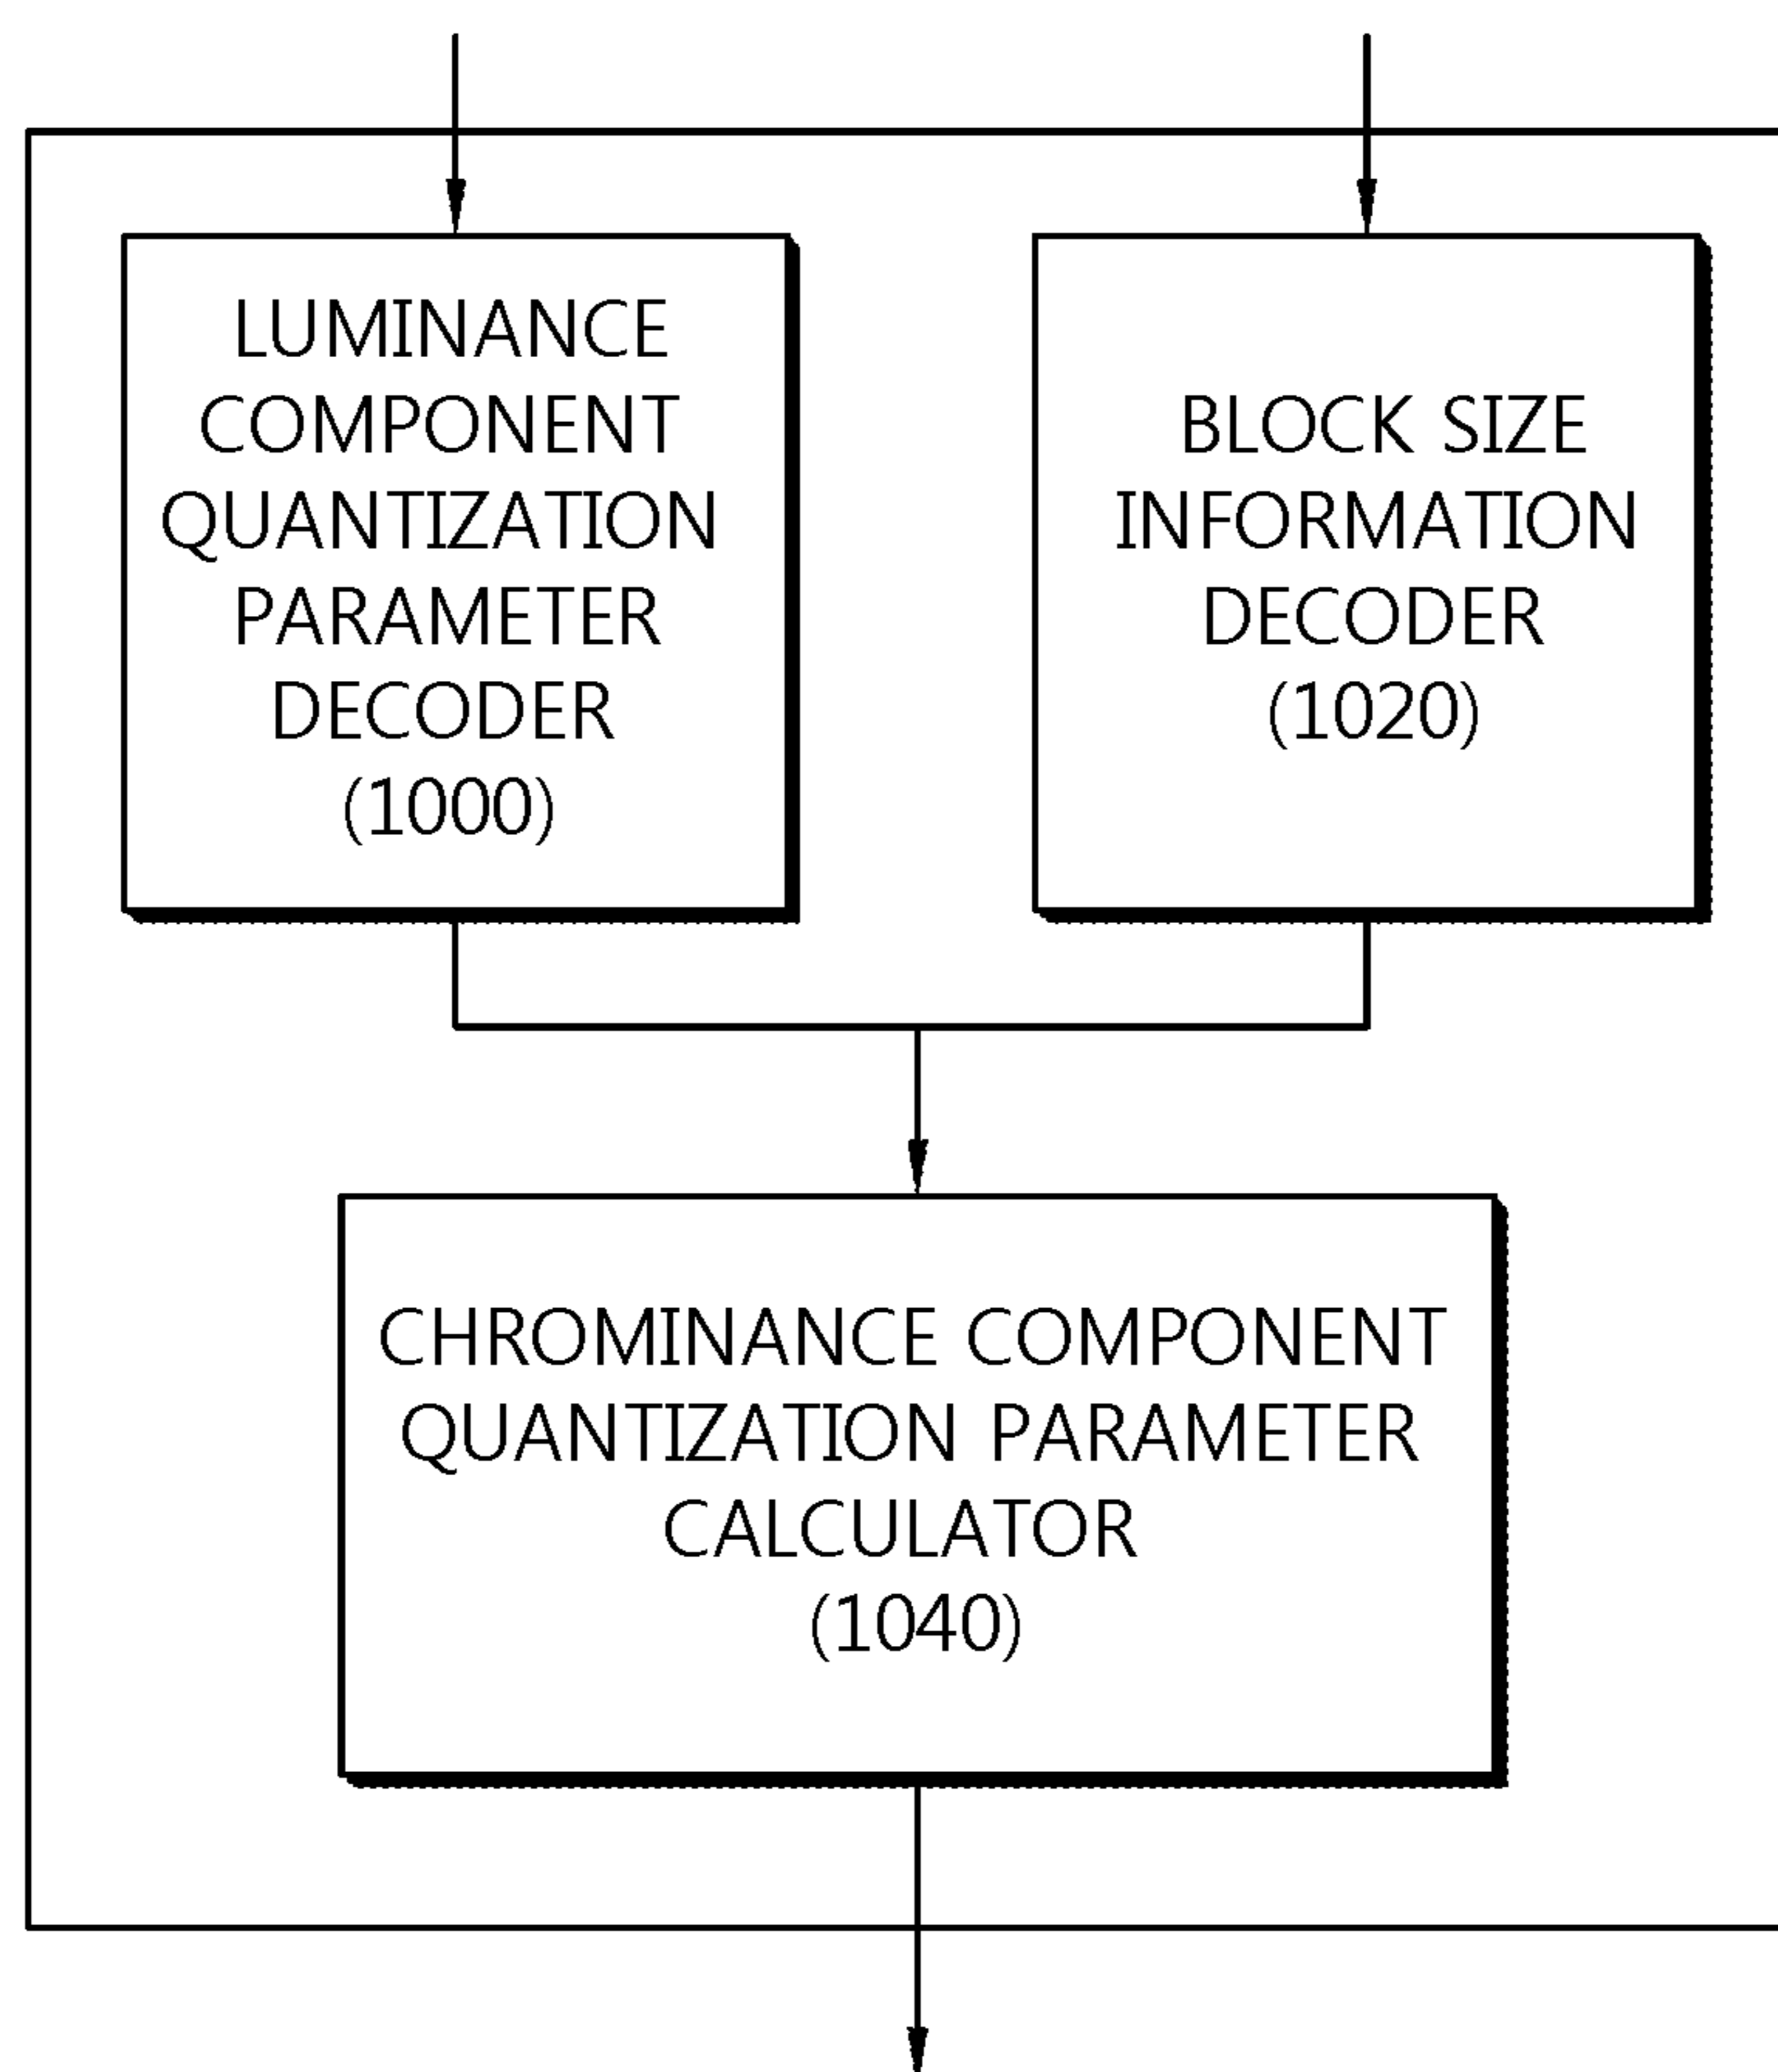 LUMINANCE
COMPONENT
QUANTIZATION
PARAMETER
DECODER
(1000)
BLOCK SIZE
INFORMATION
DECODER
(1020)
CHROMINANCE COMPONENT
QUANTIZATION PARAMETER
CALCULATOR
(1040)